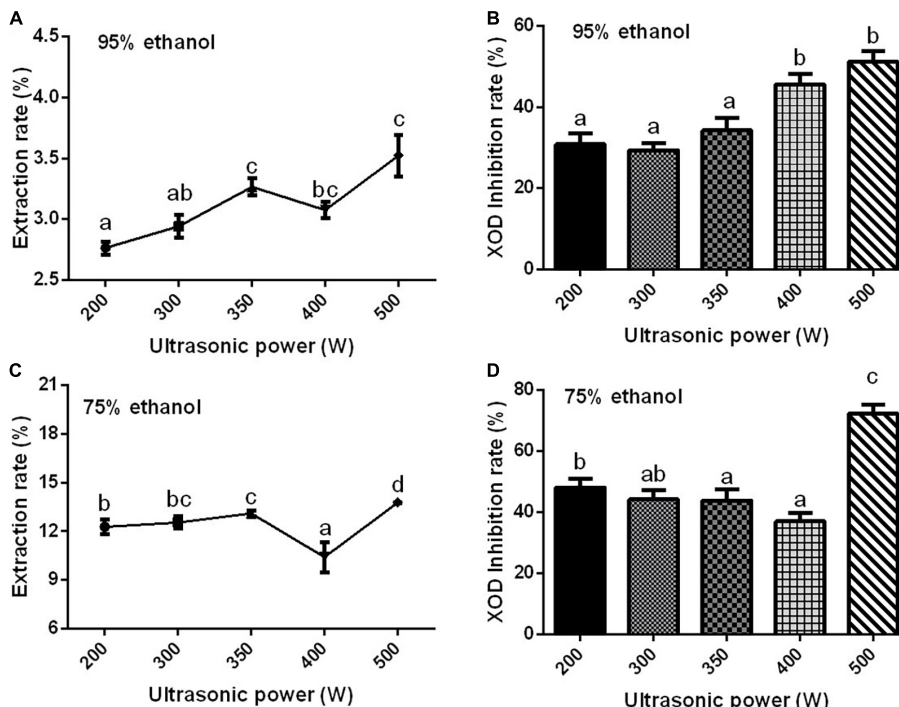 A
95% ethanol
4.5
4.0
3.5
3.0
2.5
Extraction rate (%)
a
ab
c
bc
c
200
300
350
400
500
Ultrasonic power (W)
B
95% ethanol
60
40
20
0
XOD Inhibition rate (%)
a
a
a
b
b
200
300
350
400
500
Ultrasonic power (W)
C
75% ethanol
21
18
15
12
9
6
Extraction rate (%)
b
bc
c
a
d
200
300
350
400
500
Ultrasonic power (W)
D
75% ethanol
80
60
40
20
0
XOD Inhibition rate (%)
b
ab
a
a
c
200
300
350
400
500
Ultrasonic power (W)